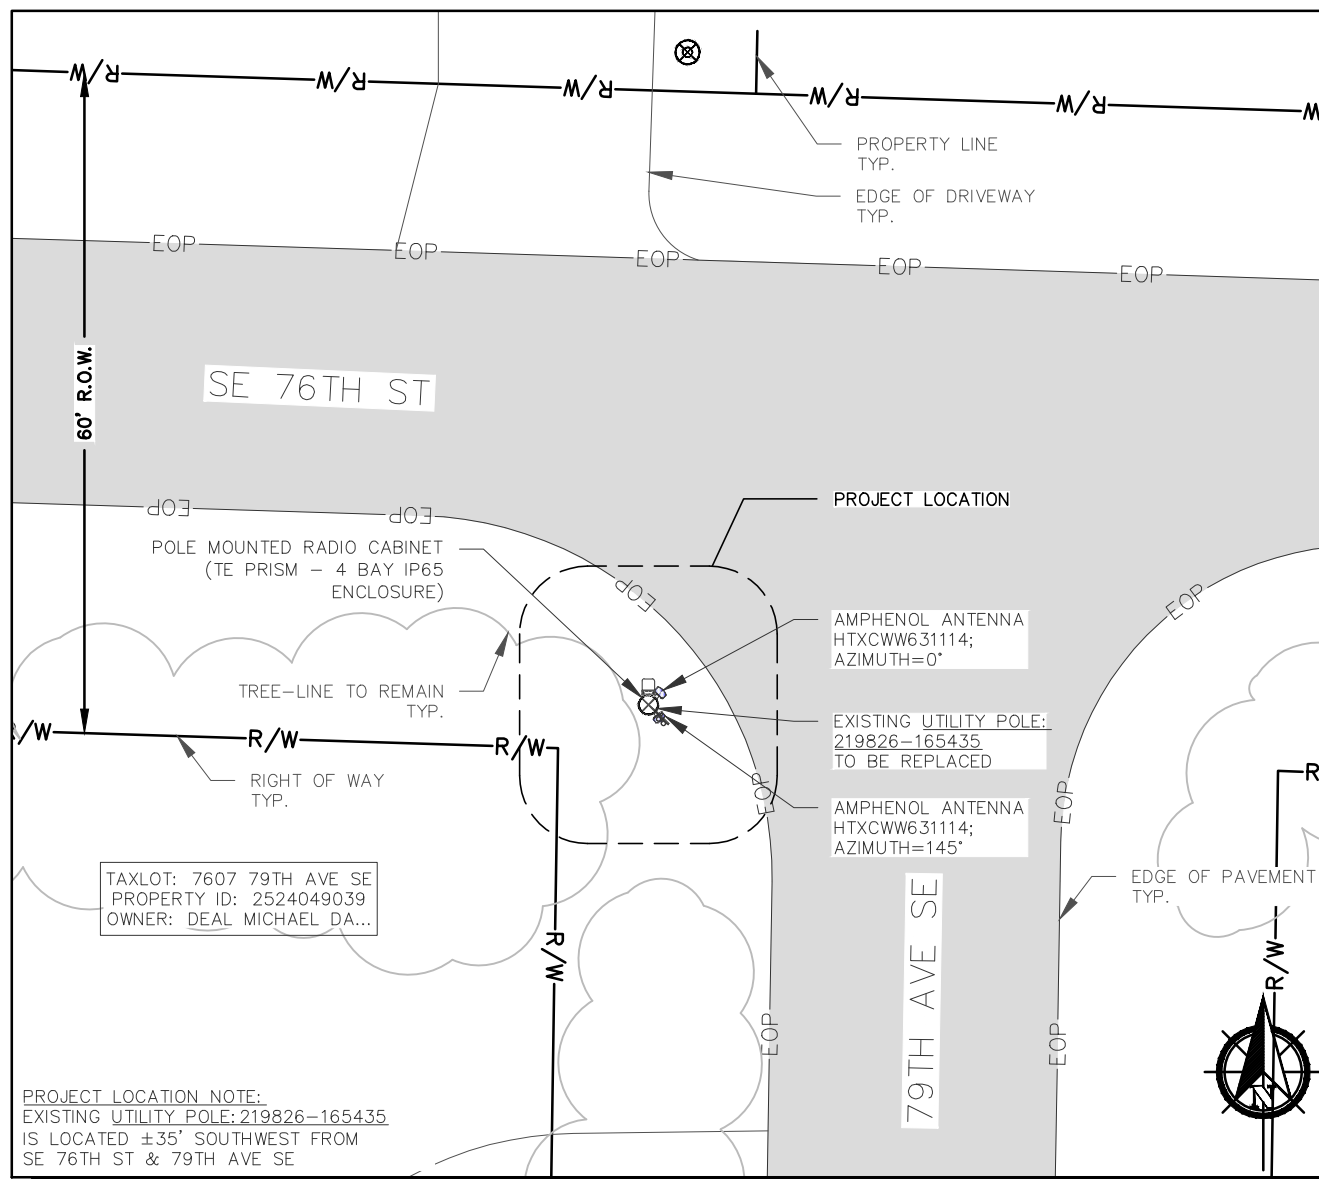 R/W
R/W
R/W
R/W
R/W
W
PROPERTY LINE
TYP.
EDGE OF DRIVEWAY
TYP.
EOP
EOP
EOP
EOP
EOP
60' R.O.W.
SE 76TH ST
PROJECT LOCATION
EOP
EOP
POLE MOUNTED RADIO CABINET
(TE PRISM - 4 BAY IP65
ENCLOSURE)
EOP
EOP
AMPHENOL ANTENNA
HTXCWW631114;
AZIMUTH=0°
TREE-LINE TO REMAIN
TYP.
EXISTING UTILITY POLE:
219826-165435
TO BE REPLACED
R/W
R/W
R/W
R
RIGHT OF WAY
TYP.
EOP
EOP
AMPHENOL ANTENNA
HTXCWW631114;
AZIMUTH=145°
TAXLOT: 7607 79TH AVE SE
PROPERTY ID: 2524049039
OWNER: DEAL MICHAEL DA...
EDGE OF PAVEMENT
TYP.
R/W
R/W
79TH AVE SE
EOP
EOP
N
PROJECT LOCATION NOTE:
EXISTING UTILITY POLE: 219826-165435
IS LOCATED ±35' SOUTHWEST FROM
SE 76TH ST & 79TH AVE SE